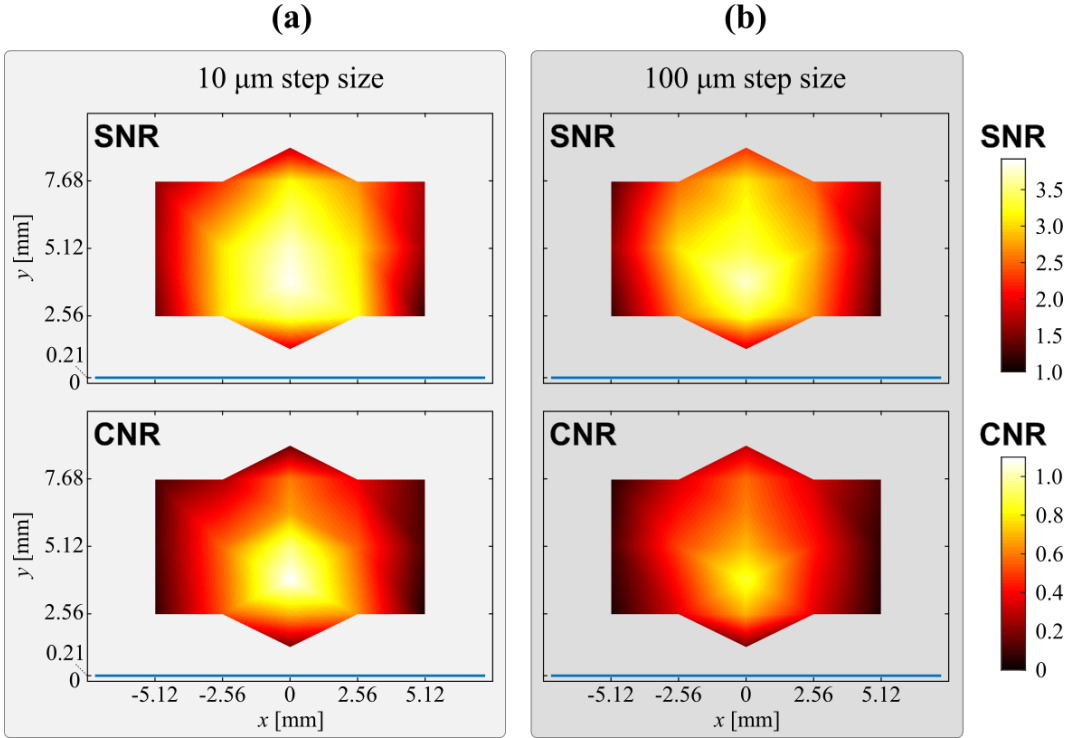 (a)
(b)
10 μm step size
100 μm step size
SNR
SNR
SNR
7.68
5.12
2.56
0.21
0
y [mm]
3.5
3.0
2.5
2.0
1.5
1.0
CNR
CNR
CNR
7.68
5.12
2.56
0.21
0
y [mm]
1.0
0.8
0.6
0.4
0.2
0
-5.12 -2.56 0 2.56 5.12
-5.12 -2.56 0 2.56 5.12
x [mm]
x [mm]